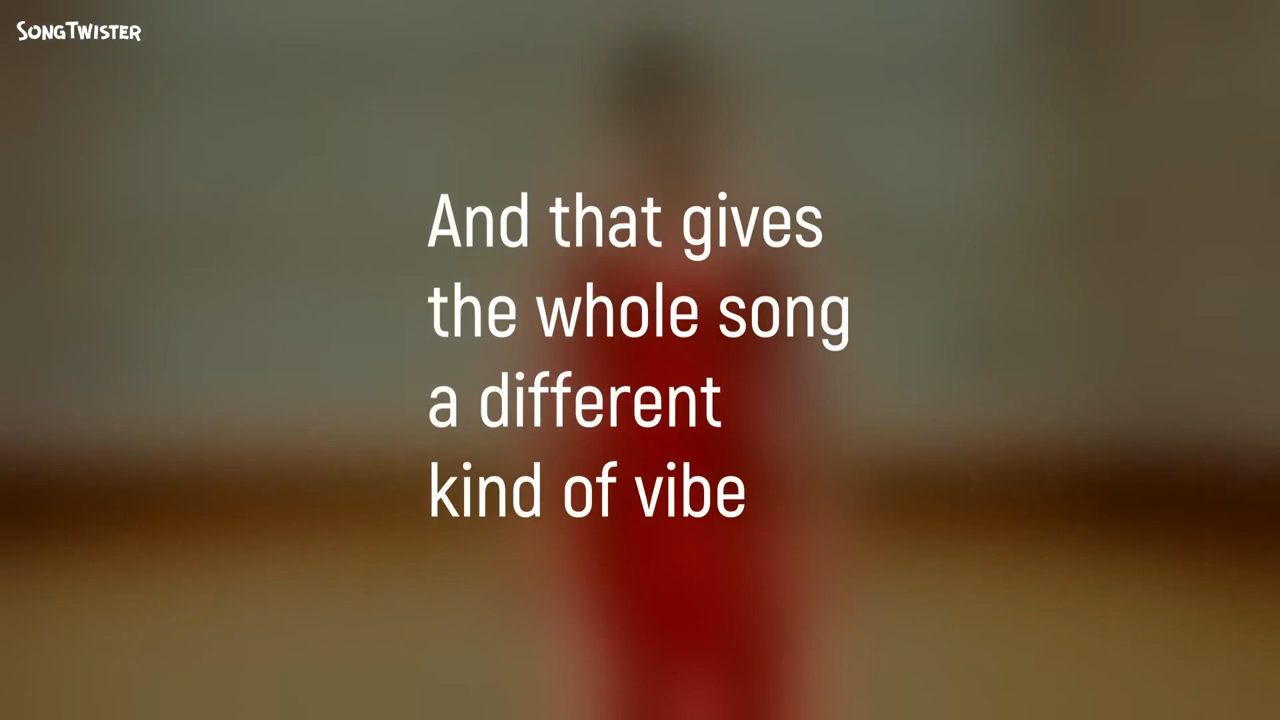 SONGTWISTER
And that gives
the whole song
a different
kind of vibe